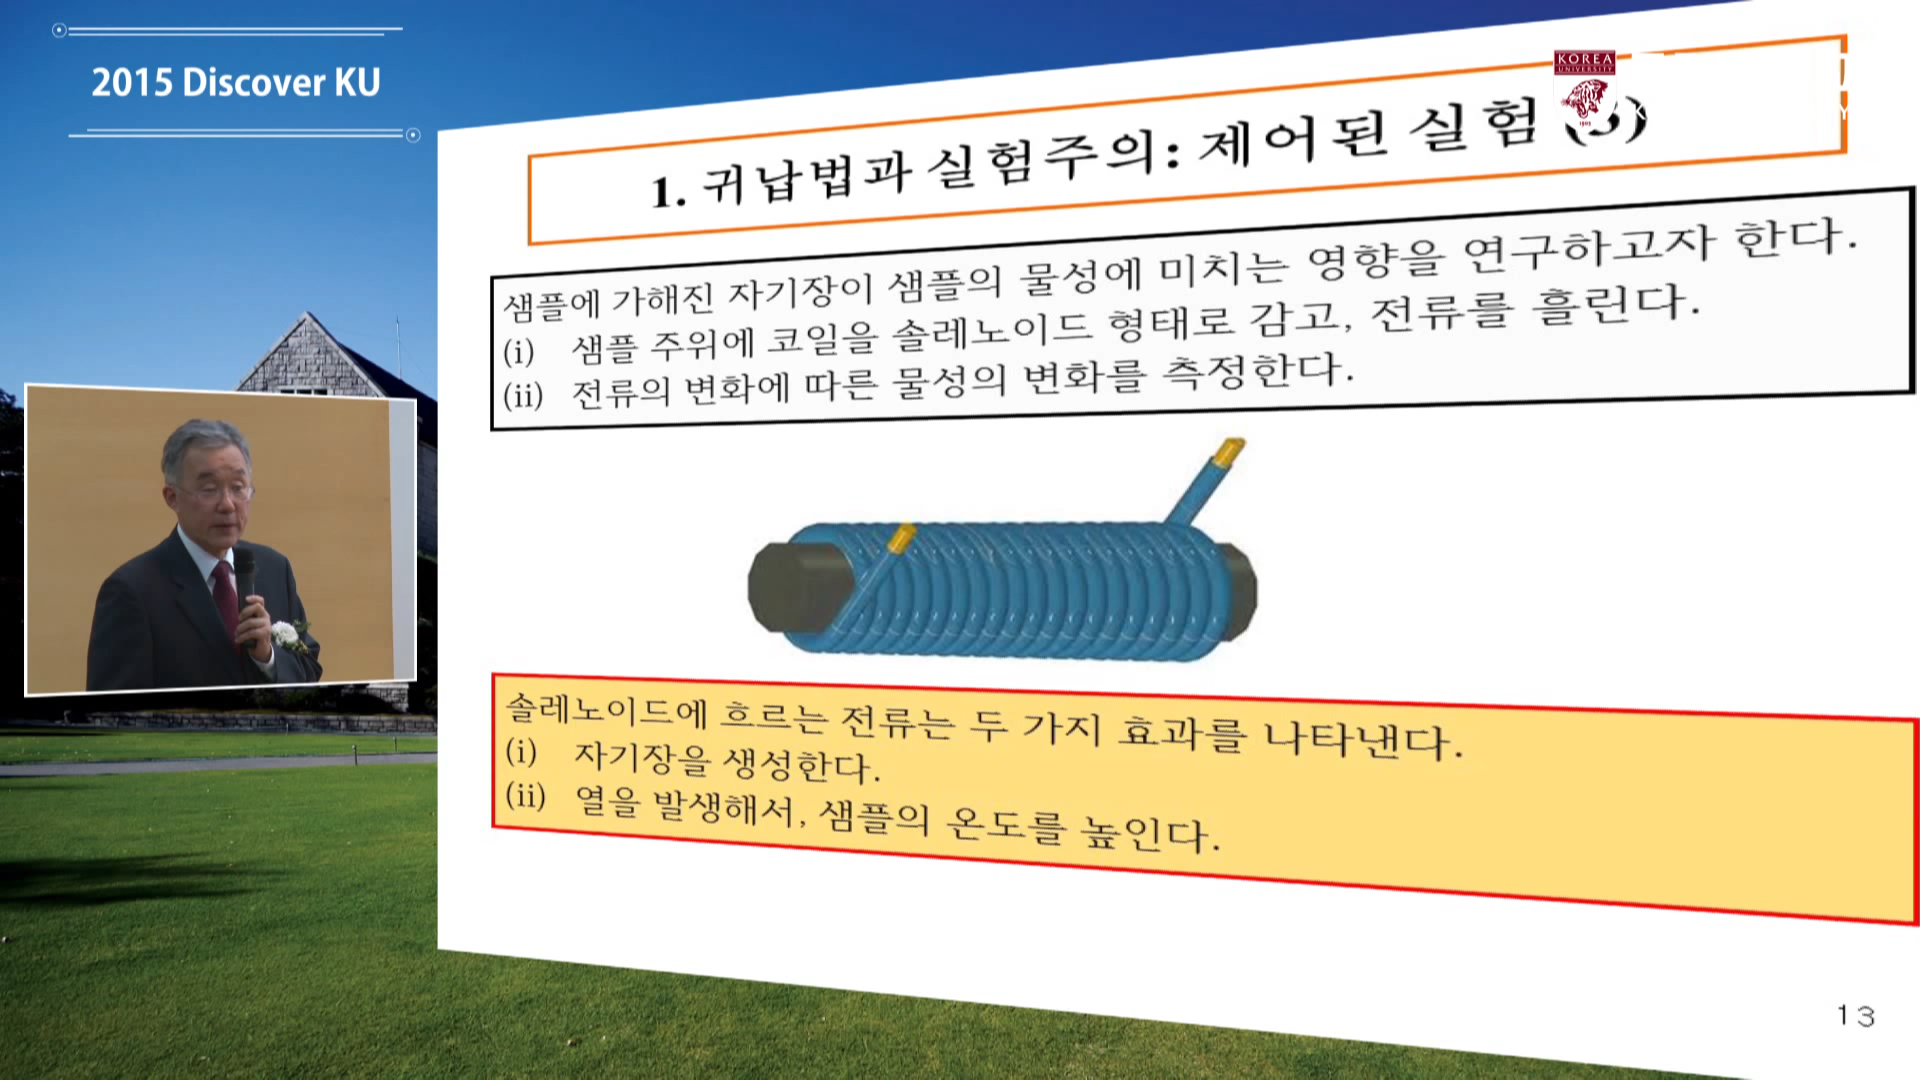 2015 Discover KU
KOREA
UNIVERSITY
1. 귀납법과 실험주의: 제어된 실험 (3)
샘플에 가해진 자기장이 샘플의 물성에 미치는 영향을 연구하고자 한다.
(i) 샘플 주위에 코일을 솔레노이드 형태로 감고, 전류를 흘린다.
(ii) 전류의 변화에 따른 물성의 변화를 측정한다.
솔레노이드에 흐르는 전류는 두 가지 효과를 나타낸다.
(i) 자기장을 생성한다.
(ii) 열을 발생해서, 샘플의 온도를 높인다.
13